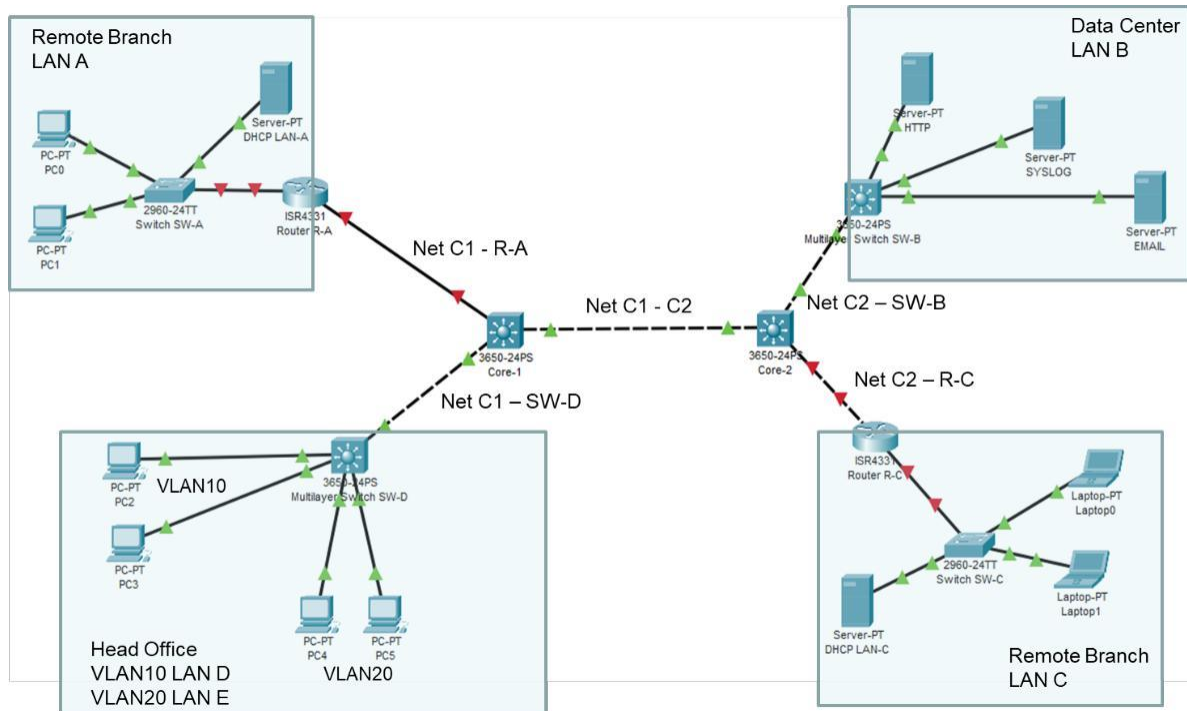 Remote Branch
LAN A
Server-PT
DHCP LAN-A
PC-PT
PC0
2960-24TT
Switch SW-A
ISR4331
Router R-A
PC-PT
PC1
Net C1 - R-A
Data Center
LAN B
Server-PT
HTTP
Server-PT
SYSLOG
3650-24PS
Multilayer Switch SW-B
Server-PT
EMAIL
Net C1 - C2
Net C2 – SW-B
3650-24PS
Core-1
3650-24PS
Core-2
Net C1 – SW-D
Net C2 – R-C
PC-PT
PC2
VLAN10
3650-24PS
Multilayer Switch SW-D
PC-PT
PC3
PC-PT
PC4
PC-PT
PC5
VLAN20
Head Office
VLAN10 LAN D
VLAN20 LAN E
ISR4331
Router R-C
Laptop-PT
Laptop0
2960-24TT
Switch SW-C
Laptop-PT
Laptop1
Server-PT
DHCP LAN-C
Remote Branch
LAN C